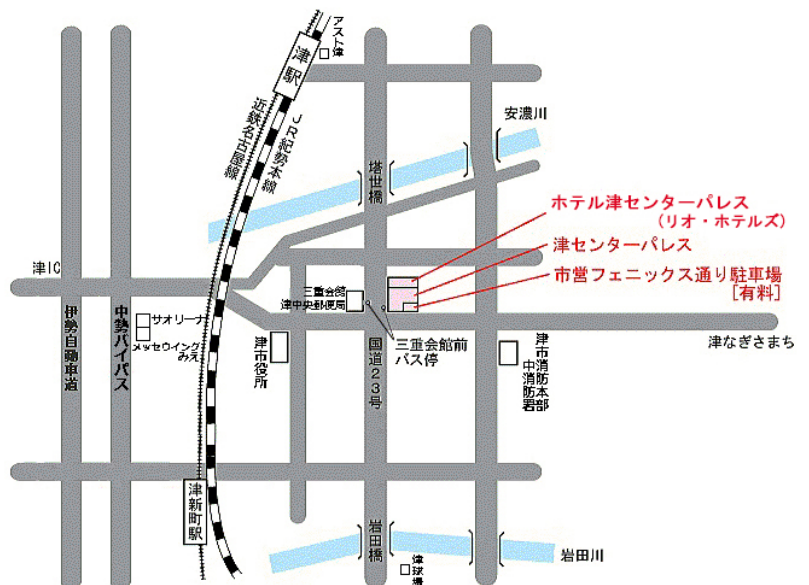 アスト津
津駅
近鉄名古屋線
JR紀勢本線
安濃川
塔世橋
ホテル津センターパレス
(リオ・ホテルズ)
津センターパレス
市営フェニックス通り駐車場
[有料]
津IC
三重会館
津中央郵便局
サオリーナ
メッセウイング
みえ
伊勢自動車道
中勢バイパス
津市役所
国道23号
三重会館前
バス停
津市消防本部
中消防署
津なぎさまち
津新町駅
岩田橋
岩田川
津球場